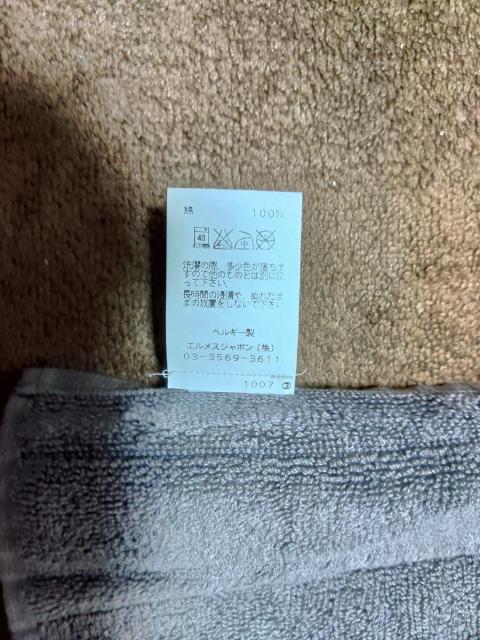 綿 100%
40 中
洗濯の際、多少色が落ちま
すので他のものとは別に洗
って下さい。
長時間の浸漬や、ぬれたま
まの放置をしないで下さい
ベルギー製
エルメスジャポン(株)
03-3569-3611
1007 ③